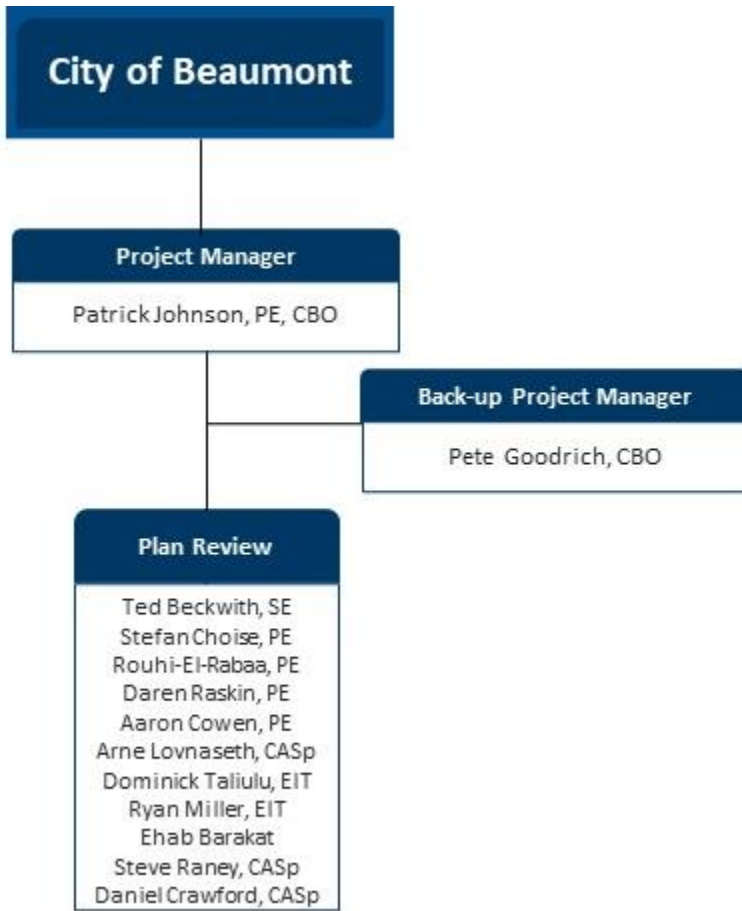 City of Beaumont
Project Manager
Patrick Johnson, PE, CBO
Back-up Project Manager
Pete Goodrich, CBO
Plan Review
Ted Beckwith, SE
Stefan Choise, PE
Rouhi-El-Rabaa, PE
Daren Raskin, PE
Aaron Cowen, PE
Arne Lovnaseth, CASp
Dominick Taliulu, EIT
Ryan Miller, EIT
Ehab Barakat
Steve Raney, CASp
Daniel Crawford, CASp